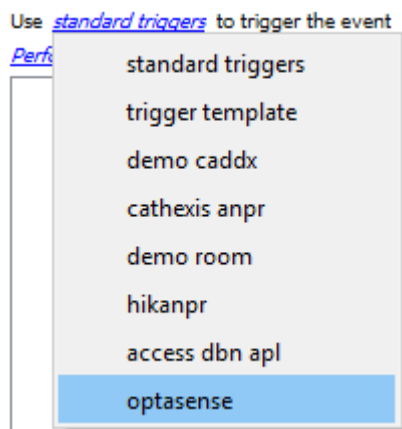 Use standard triggers to trigger the event
Perfo
standard triggers
trigger template
demo caddx
cathexis anpr
demo room
hikanpr
access dbn apl
optasense